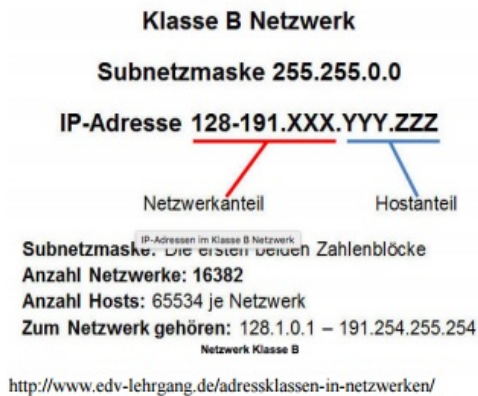 Klasse B Netzwerk
Subnetzmaske 255.255.0.0
IP-Adresse 128-191.XXX.YYY.ZZZ
Netzwerkanteil Hostanteil
IP-Adressen im Klasse B Netzwerk
Subnetzmaske: Die ersten beiden Zahlenblöcke
Anzahl Netzwerke: 16382
Anzahl Hosts: 65534 je Netzwerk
Zum Netzwerk gehören: 128.1.0.1 – 191.254.255.254
Netzwerk Klasse B
http://www.edv-lehrgang.de/adressklassen-in-netzwerken/